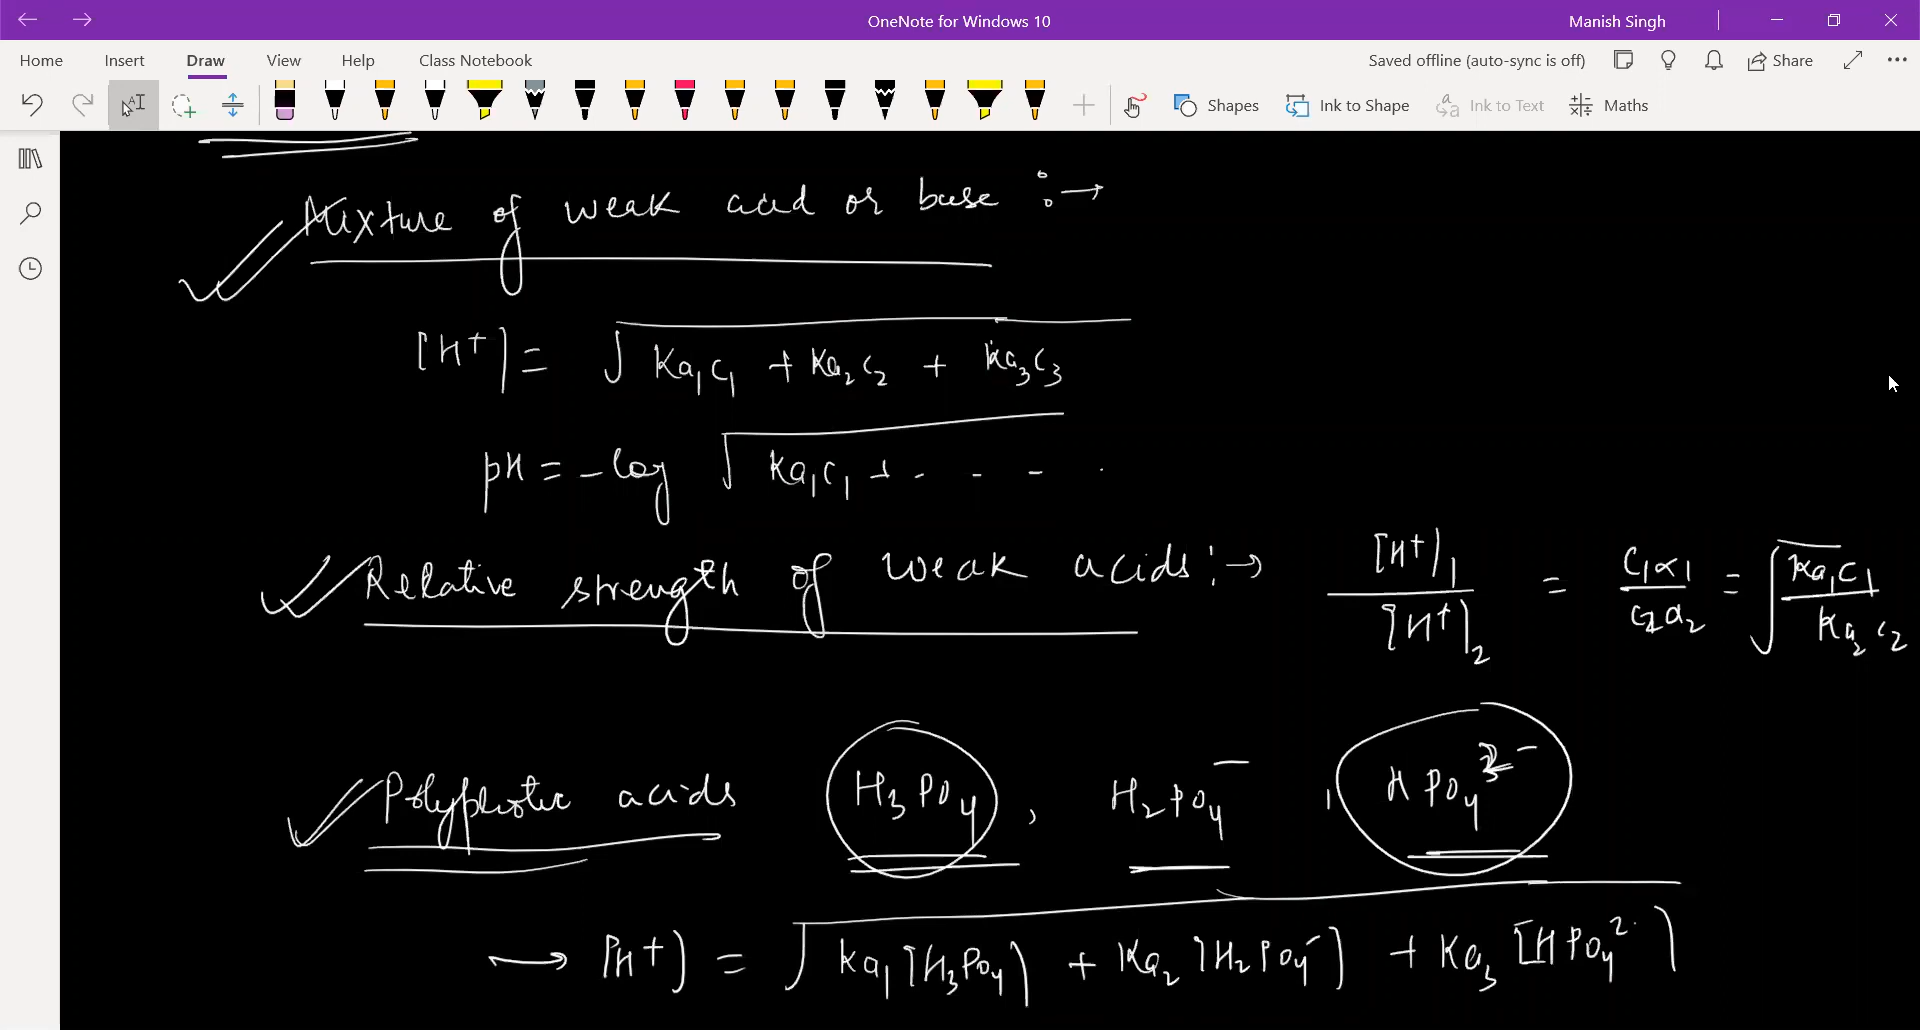 OneNote for Windows 10
Manish Singh
Home Insert Draw View Help Class Notebook
Saved offline (auto-sync is off) Share
Shapes Ink to Shape Ink to Text Maths
Mixture of weak acid or base :→
[H+] = √Ka₁C₁ + Ka₂C₂ + Ka₃C₃
pH = -log √Ka₁C₁ + - - - .
Relative strength of weak acids :→ [H+]₁/[H+]₂ = C₁α₁/C₂α₂ = √Ka₁C₁/Ka₂C₂
Polyprotic acids H₃PO₄, H₂PO₄⁻, HPO₄²⁻
→ [H+] = √Ka₁[H₃PO₄] + Ka₂[H₂PO₄⁻] + Ka₃[HPO₄²⁻]